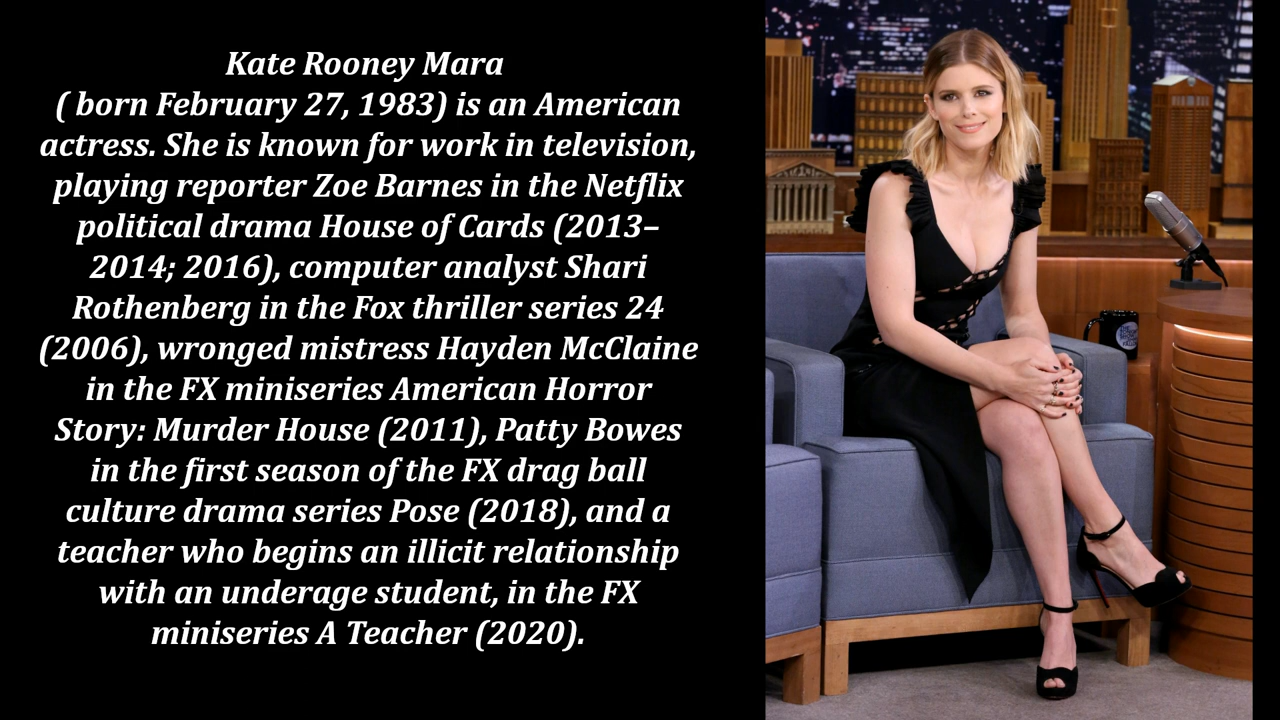 Kate Rooney Mara
( born February 27, 1983) is an American
actress. She is known for work in television,
playing reporter Zoe Barnes in the Netflix
political drama House of Cards (2013–
2014; 2016), computer analyst Shari
Rothenberg in the Fox thriller series 24
(2006), wronged mistress Hayden McClaine
in the FX miniseries American Horror
Story: Murder House (2011), Patty Bowes
in the first season of the FX drag ball
culture drama series Pose (2018), and a
teacher who begins an illicit relationship
with an underage student, in the FX
miniseries A Teacher (2020).